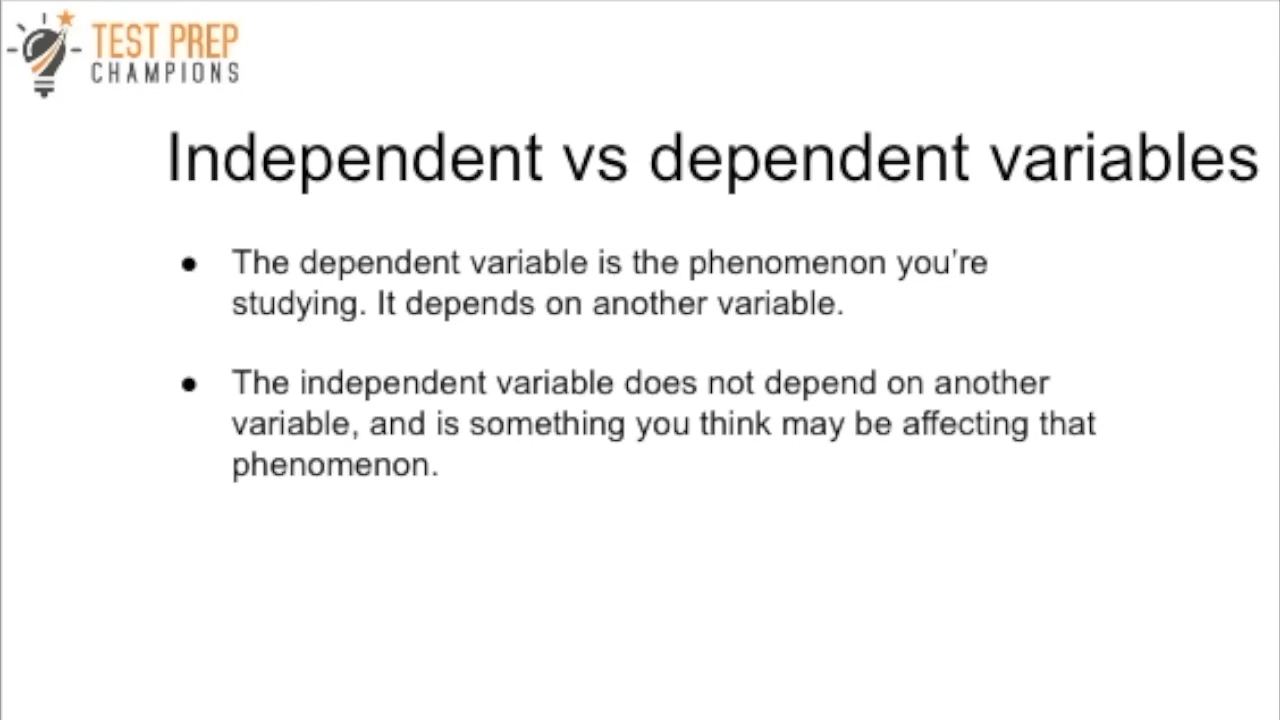 TEST PREP
CHAMPIONS
Independent vs dependent variables
● The dependent variable is the phenomenon you’re
studying. It depends on another variable.
● The independent variable does not depend on another
variable, and is something you think may be affecting that
phenomenon.